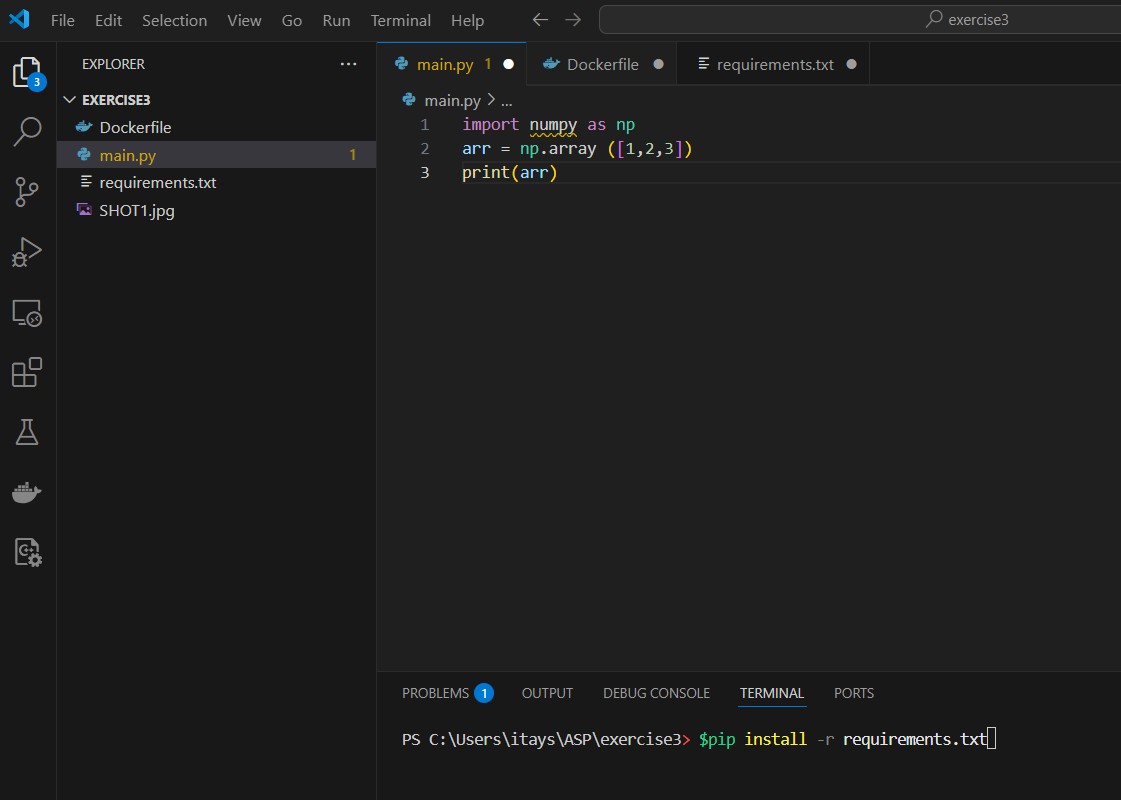 File Edit Selection View Go Run Terminal Help exercise3
EXPLORER ...
EXERCISE3
Dockerfile
main.py 1
requirements.txt
SHOT1.jpg
3
main.py 1 Dockerfile requirements.txt
main.py > ...
1 import numpy as np
2 arr = np.array ([1,2,3])
3 print(arr)
PROBLEMS 1 OUTPUT DEBUG CONSOLE TERMINAL PORTS
PS C:\Users\itays\ASP\exercise3> $pip install -r requirements.txt